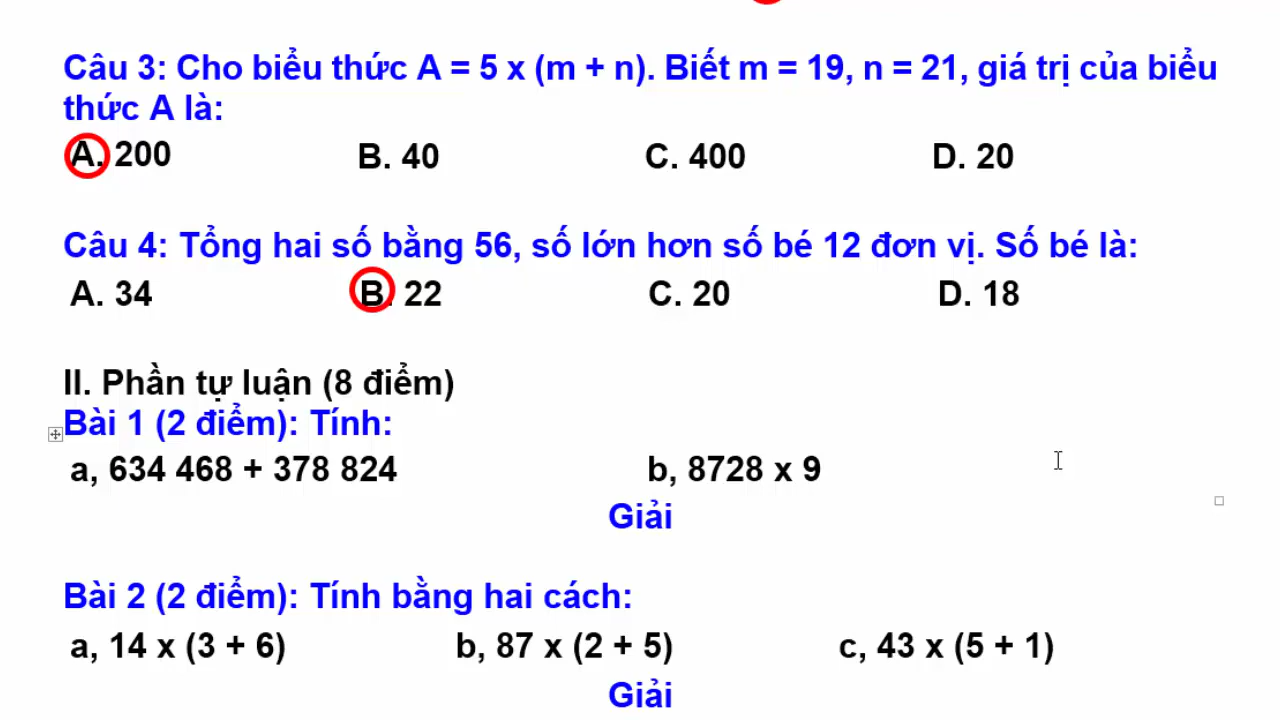 Câu 3: Cho biểu thức A = 5 x (m + n). Biết m = 19, n = 21, giá trị của biểu
thức A là:
A. 200 B. 40 C. 400 D. 20
Câu 4: Tổng hai số bằng 56, số lớn hơn số bé 12 đơn vị. Số bé là:
A. 34 B. 22 C. 20 D. 18
II. Phần tự luận (8 điểm)
Bài 1 (2 điểm): Tính:
a, 634 468 + 378 824 b, 8728 x 9
Giải
Bài 2 (2 điểm): Tính bằng hai cách:
a, 14 x (3 + 6) b, 87 x (2 + 5) c, 43 x (5 + 1)
Giải